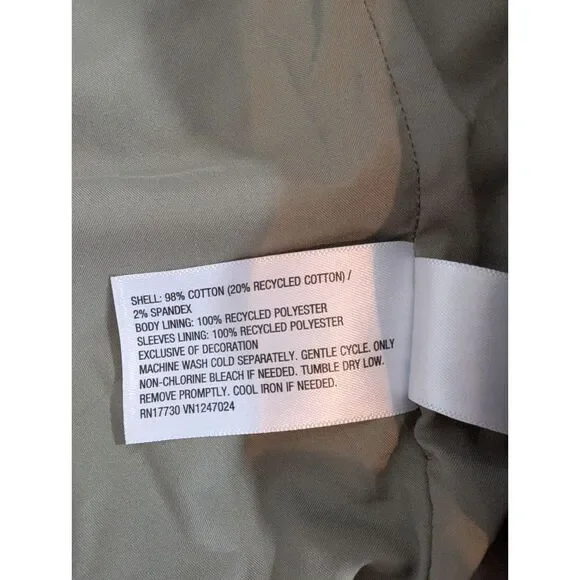 SHELL: 98% COTTON (20% RECYCLED COTTON) /
2% SPANDEX
BODY LINING: 100% RECYCLED POLYESTER
SLEEVES LINING: 100% RECYCLED POLYESTER
EXCLUSIVE OF DECORATION
MACHINE WASH COLD SEPARATELY. GENTLE CYCLE. ONLY
NON-CHLORINE BLEACH IF NEEDED. TUMBLE DRY LOW.
REMOVE PROMPTLY. COOL IRON IF NEEDED.
RN17730 VN1247024